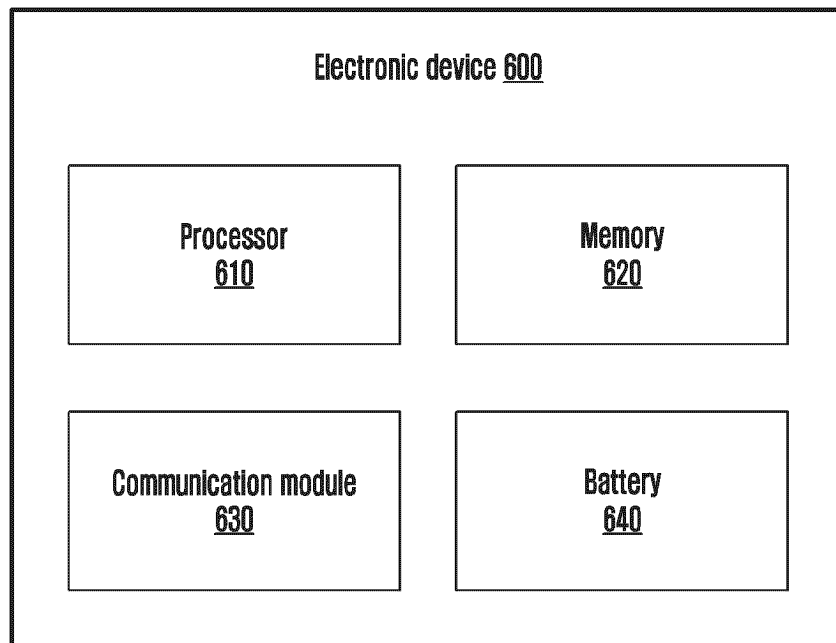 Electronic device 600
Processor
610
Memory
620
Communication module
630
Battery
640